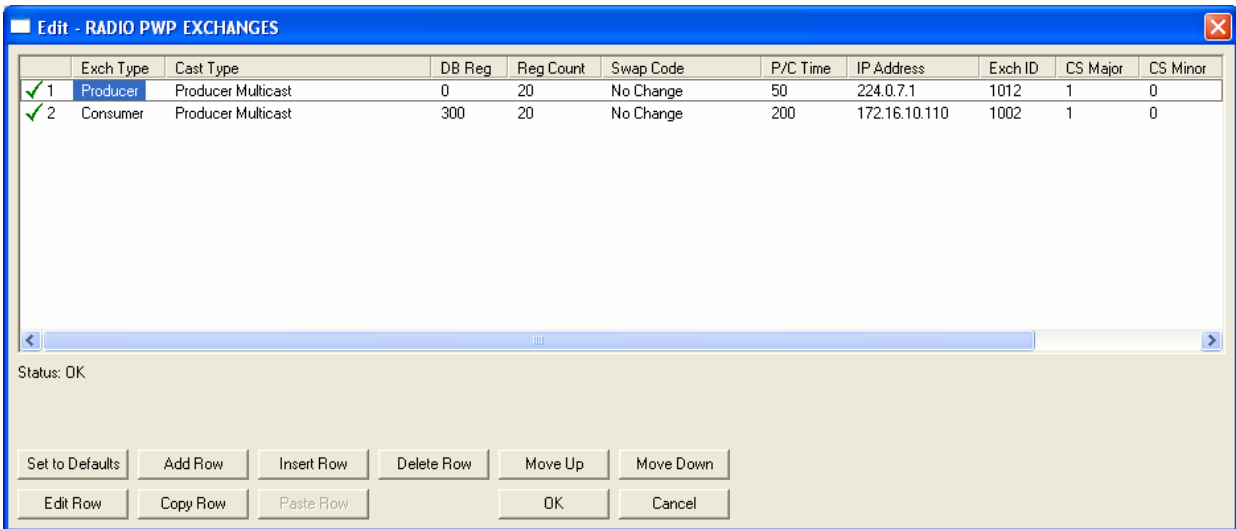 Edit - RADIO PWP EXCHANGES
Exch Type Cast Type DB Reg Reg Count Swap Code P/C Time IP Address Exch ID CS Major CS Minor
1 Producer Producer Multicast 0 20 No Change 50 224.0.7.1 1012 1 0
2 Consumer Producer Multicast 300 20 No Change 200 172.16.10.110 1002 1 0
Status: OK
Set to Defaults Add Row Insert Row Delete Row Move Up Move Down
Edit Row Copy Row Paste Row OK Cancel